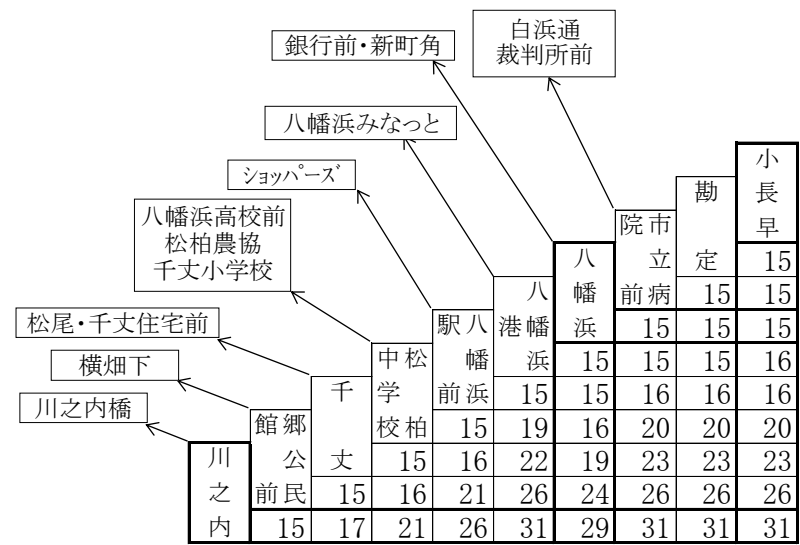 白浜通
裁判所前
銀行前・新町角
八幡浜みなっと
ショッパーズ
八幡浜高校前
松柏農協
千丈小学校
松尾・千丈住宅前
横畑下
川之内橋
小長早
勘定
市立病院前
八幡浜
八幡浜港
八幡浜駅前
松柏中学校
千丈
郷公民館前
川之内
15
15 15
15 15 15
15 15 15 16
15 15 16 16 16
15 19 16 20 20 20
15 16 22 19 23 23 23
15 16 21 26 24 26 26 26
15 17 21 26 31 29 31 31 31